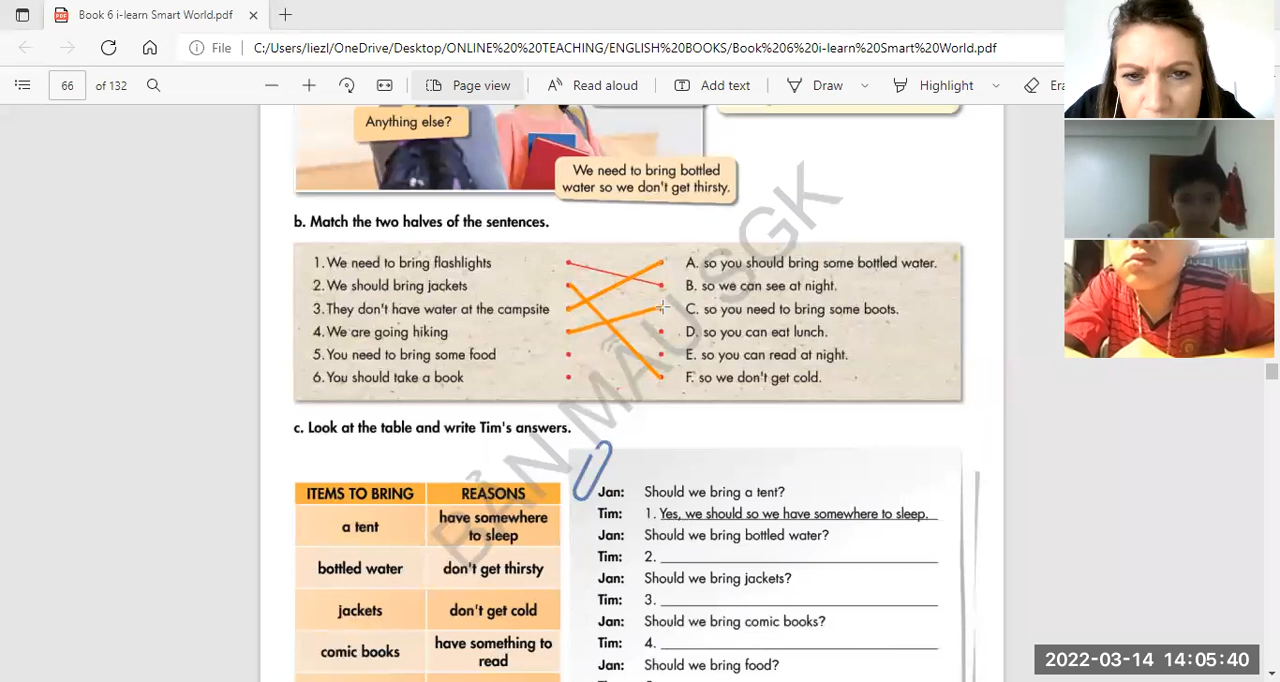 Book 6 i-learn Smart World.pdf
File C:/Users/liezl/OneDrive/Desktop/ONLINE%20%20TEACHING/ENGLISH%20BOOKS/Book%206%20i-learn%20Smart%20World.pdf
66 of 132 Page view Read aloud Add text Draw Highlight Era
Anything else?
We need to bring bottled
water so we don't get thirsty.
b. Match the two halves of the sentences.
1. We need to bring flashlights
2. We should bring jackets
3. They don't have water at the campsite
4. We are going hiking
5. You need to bring some food
6. You should take a book
A. so you should bring some bottled water.
B. so we can see at night.
C. so you need to bring some boots.
D. so you can eat lunch.
E. so you can read at night.
F. so we don't get cold.
BẢN MẪU SGK
c. Look at the table and write Tim's answers.
ITEMS TO BRING REASONS
a tent have somewhere
to sleep
bottled water don't get thirsty
jackets don't get cold
comic books have something to
read
Jan: Should we bring a tent?
Tim: 1. Yes, we should so we have somewhere to sleep.
Jan: Should we bring bottled water?
Tim: 2.
Jan: Should we bring jackets?
Tim: 3.
Jan: Should we bring comic books?
Tim: 4.
Jan: Should we bring food?
2022-03-14 14:05:40